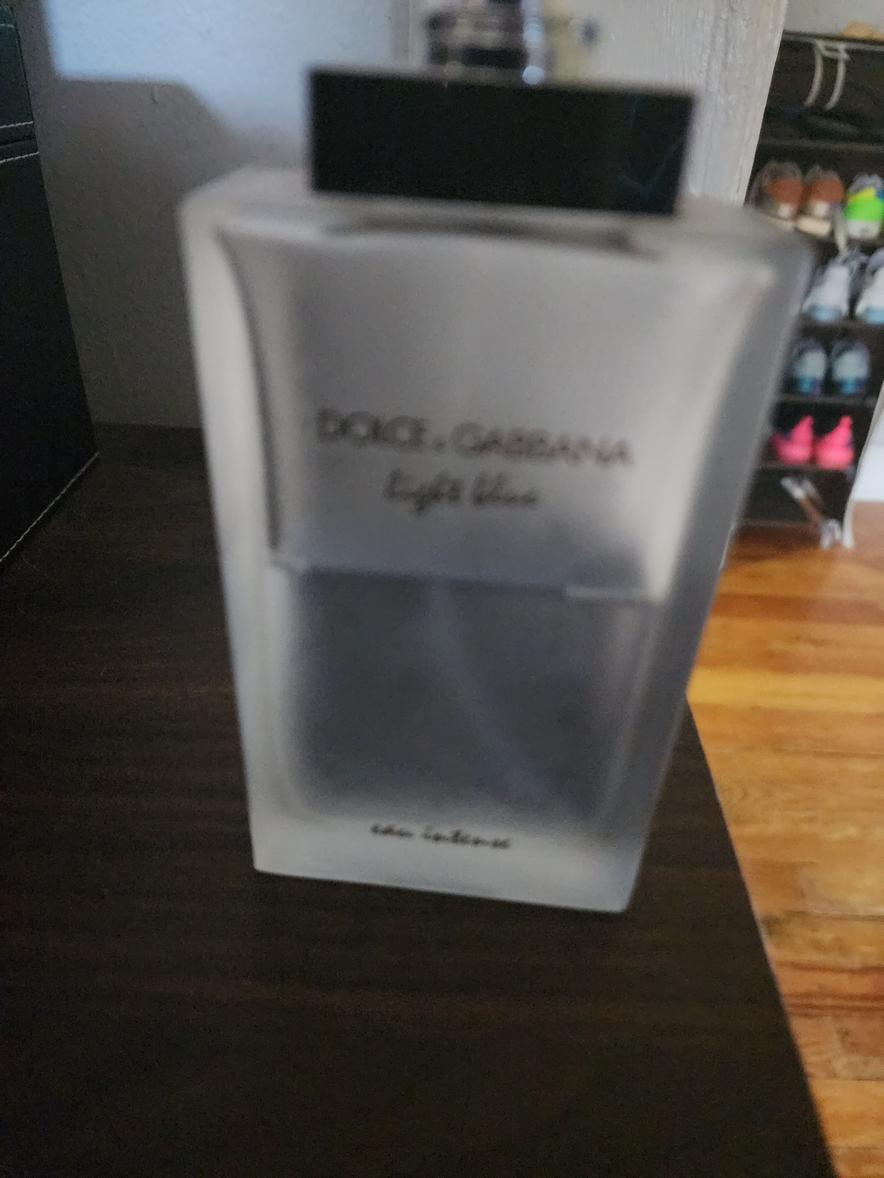 DOLCE & GABBANA
light blue
eau intense